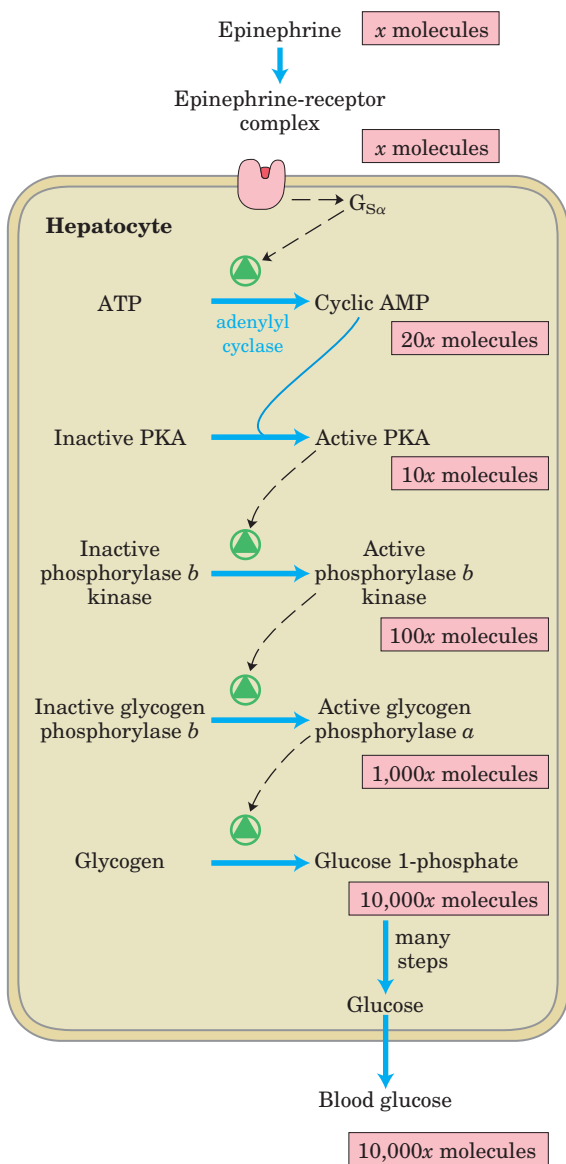 Epinephrine
x molecules
Epinephrine-receptor
complex
x molecules
Hepatocyte
GSα
ATP
adenylyl
cyclase
Cyclic AMP
20x molecules
Inactive PKA
Active PKA
10x molecules
Inactive
phosphorylase b
kinase
Active
phosphorylase b
kinase
100x molecules
Inactive glycogen
phosphorylase b
Active glycogen
phosphorylase a
1,000x molecules
Glycogen
Glucose 1-phosphate
10,000x molecules
many
steps
Glucose
Blood glucose
10,000x molecules